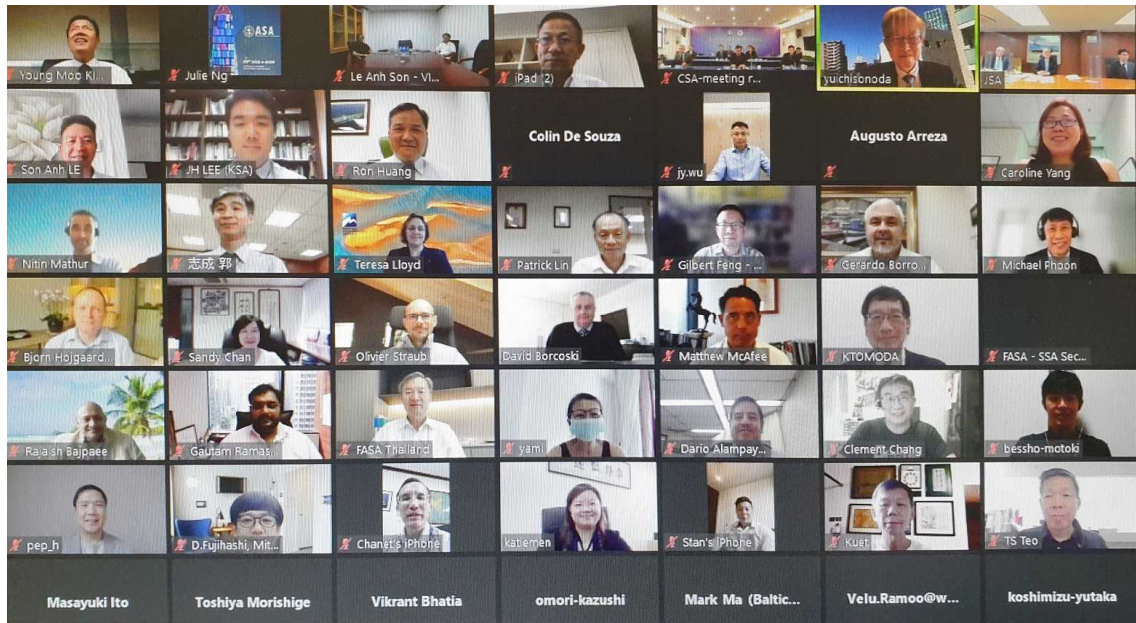 Young Moo Ki...
Julie Ng
ASA
Le Anh Son - VI...
iPad (2)
CSA-meeting r...
yuichisonoda
JSA
Son Anh LE
JH LEE (KSA)
Ron Huang
Colin De Souza
jy.wu
Augusto Arreza
Caroline Yang
Nitin Mathur
志成 郭
Teresa Lloyd
Patrick Lin
Gilbert Feng - ...
Gerardo Borro...
Michael Phoon
Bjorn Hojgaard...
Sandy Chan
Olivier Straub
David Borcoski
Matthew McAfee
KTOMODA
FASA - SSA Sec...
Rajaish Bajpaee
Gautam Ramas...
FASA Thailand
yami
Dario Alampay...
Clement Chang
bessho-motoki
pep_h
D.Fujihashi, Mit...
Chanet's iPhone
katiemen
Stan's iPhone
Kuet
TS Teo
Masayuki Ito
Toshiya Morishige
Vikrant Bhatia
omori-kazushi
Mark Ma (Baltic...
Velu.Ramoo@w...
koshimizu-yutaka